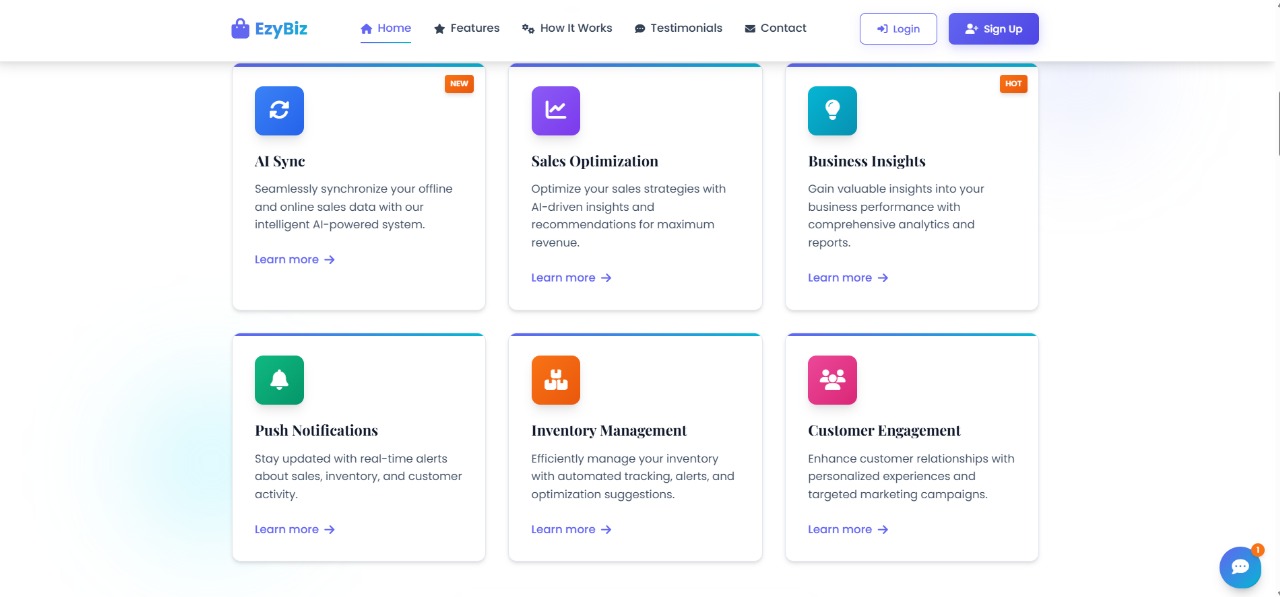 EzyBiz
Home
Features
How It Works
Testimonials
Contact
Login
Sign Up
NEW
AI Sync
Seamlessly synchronize your offline
and online sales data with our
intelligent AI-powered system.
Learn more
Sales Optimization
Optimize your sales strategies with
AI-driven insights and
recommendations for maximum
revenue.
Learn more
HOT
Business Insights
Gain valuable insights into your
business performance with
comprehensive analytics and
reports.
Learn more
Push Notifications
Stay updated with real-time alerts
about sales, inventory, and customer
activity.
Learn more
Inventory Management
Efficiently manage your inventory
with automated tracking, alerts, and
optimization suggestions.
Learn more
Customer Engagement
Enhance customer relationships with
personalized experiences and
targeted marketing campaigns.
Learn more
1